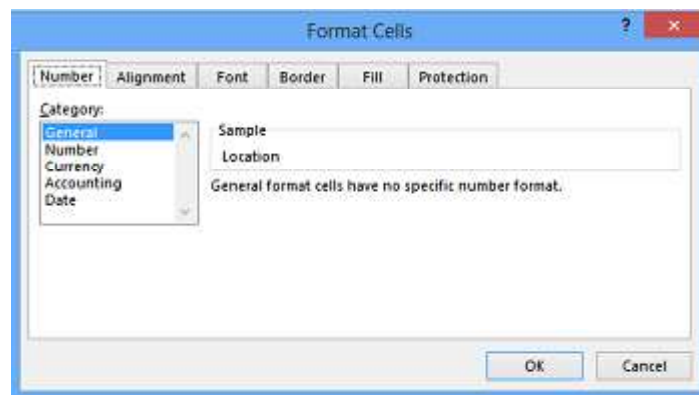 Format Cells ?
Number Alignment Font Border Fill Protection
Category:
General
Number
Currency
Accounting
Date
Sample
Location
General format cells have no specific number format.
OK Cancel